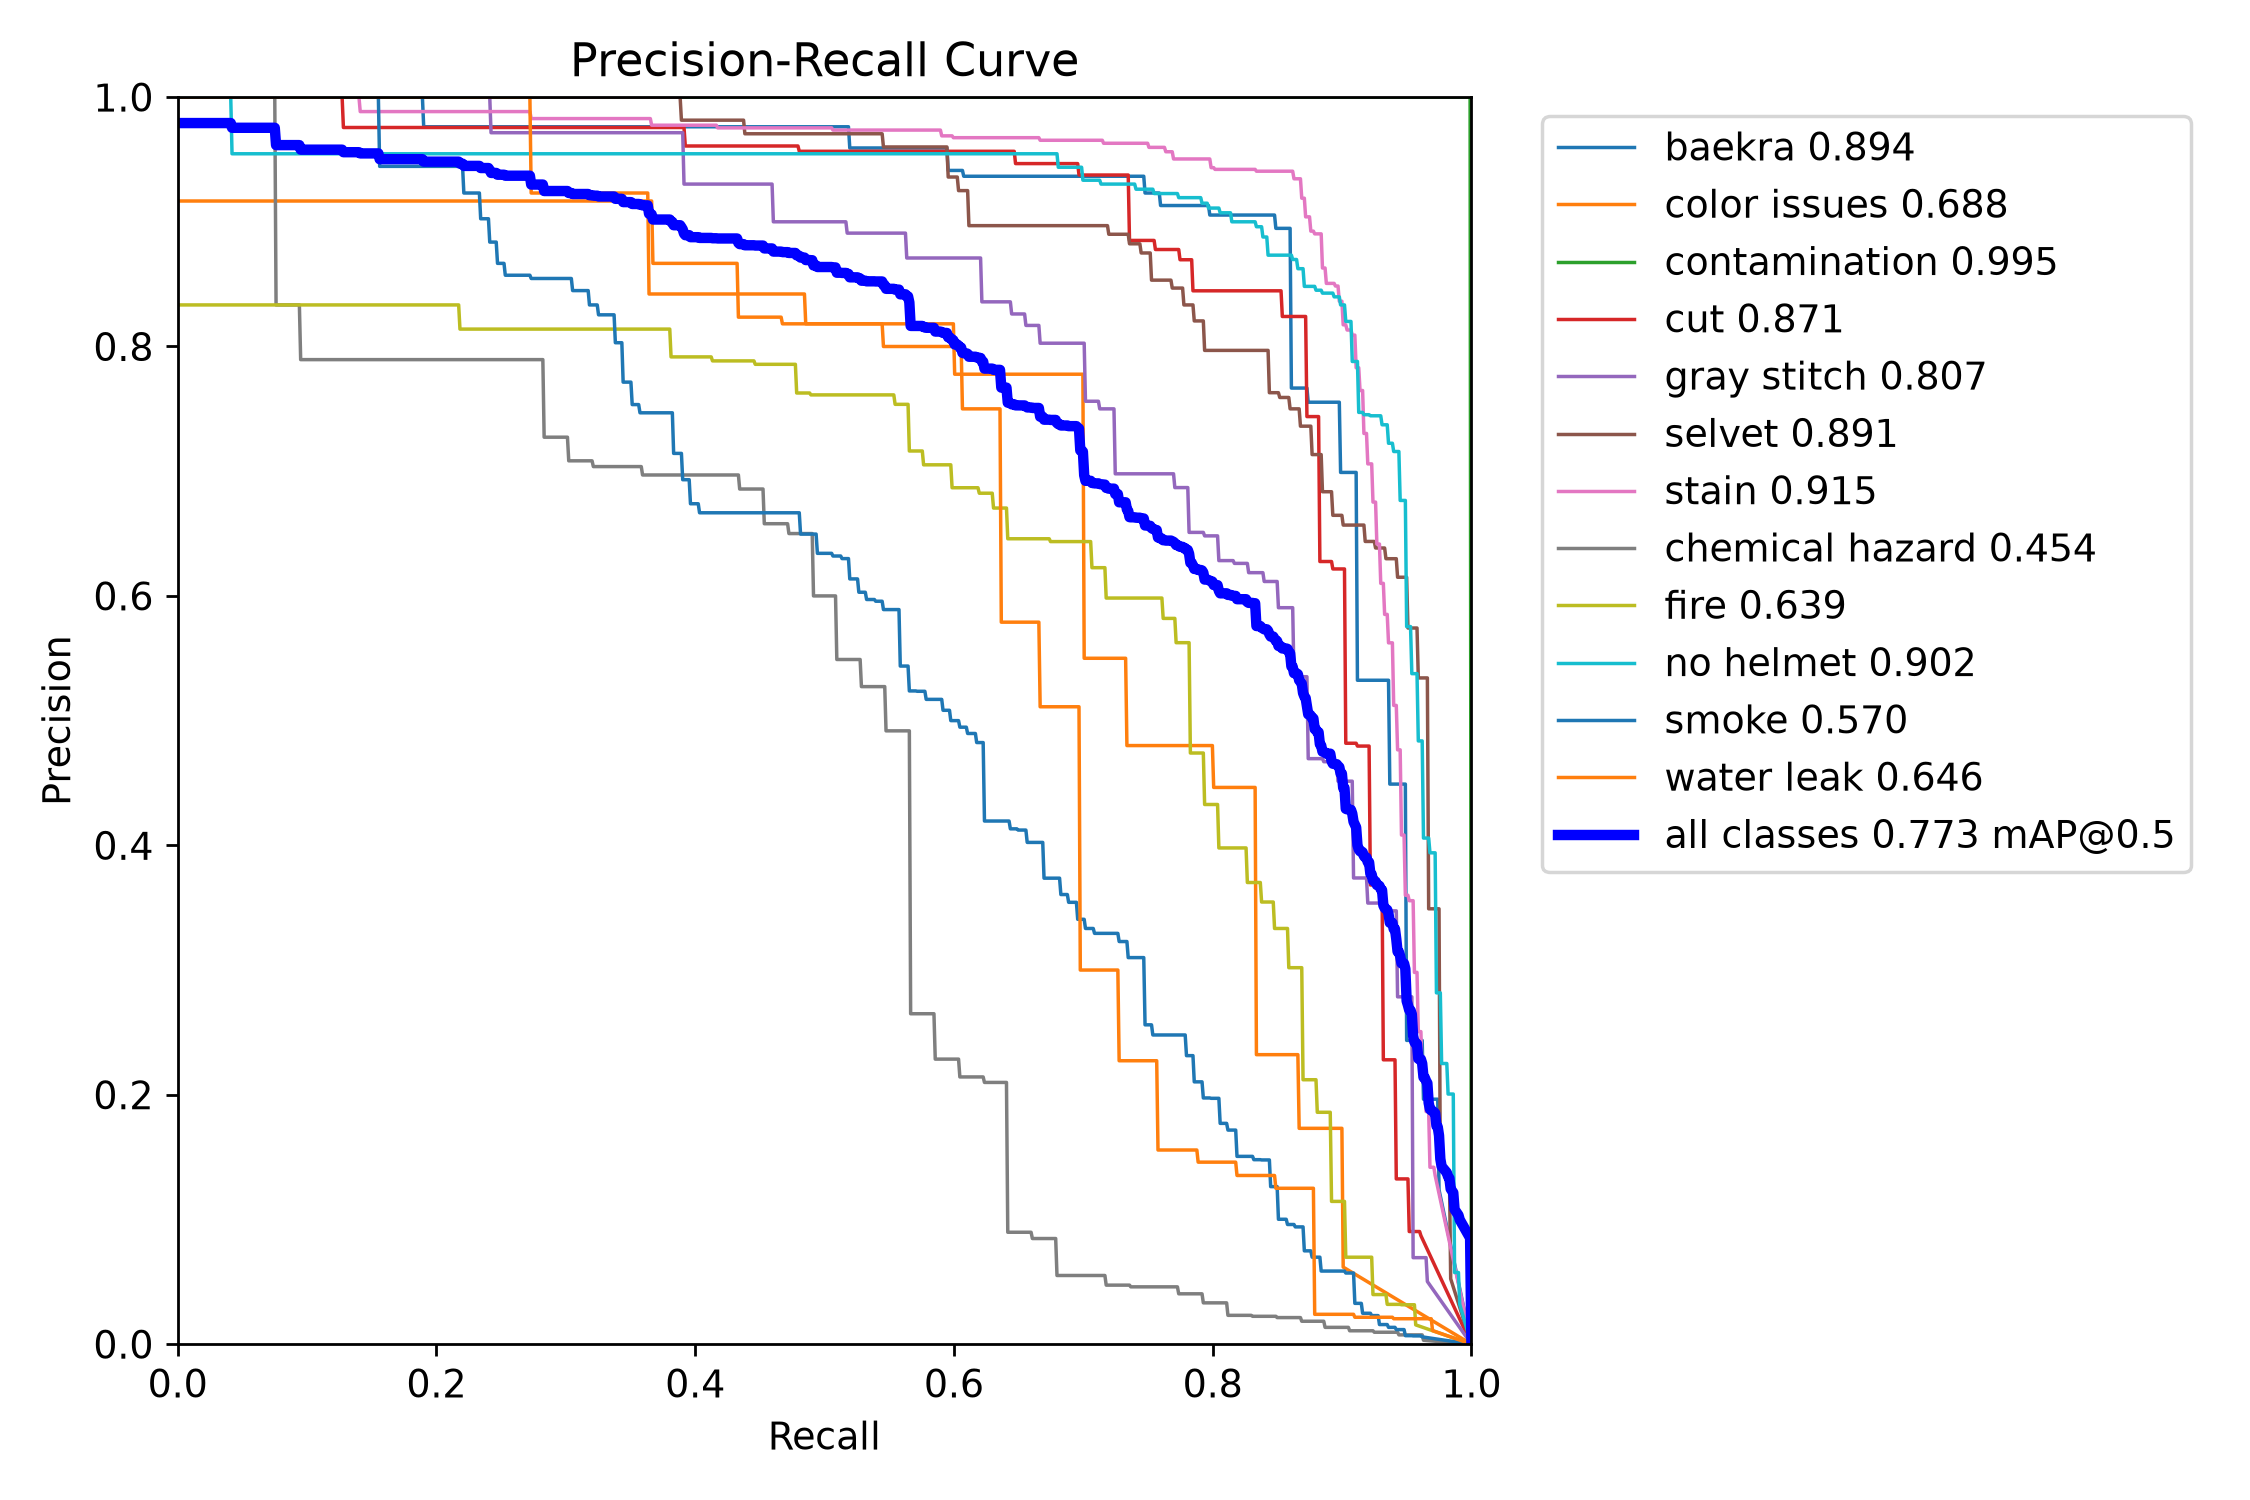 Precision-Recall Curve
1.0
0.8
0.6
0.4
0.2
0.0
Precision
0.0 0.2 0.4 0.6 0.8 1.0
Recall
baekra 0.894
color issues 0.688
contamination 0.995
cut 0.871
gray stitch 0.807
selvet 0.891
stain 0.915
chemical hazard 0.454
fire 0.639
no helmet 0.902
smoke 0.570
water leak 0.646
all classes 0.773 mAP@0.5